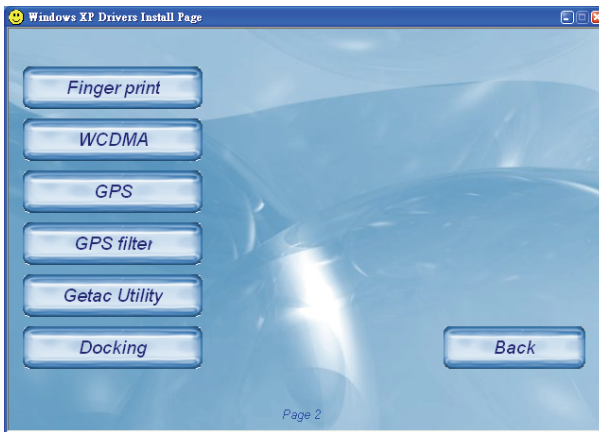 Windows XP Drivers Install Page
Finger print
WCDMA
GPS
GPS filter
Getac Utility
Docking
Back
Page 2